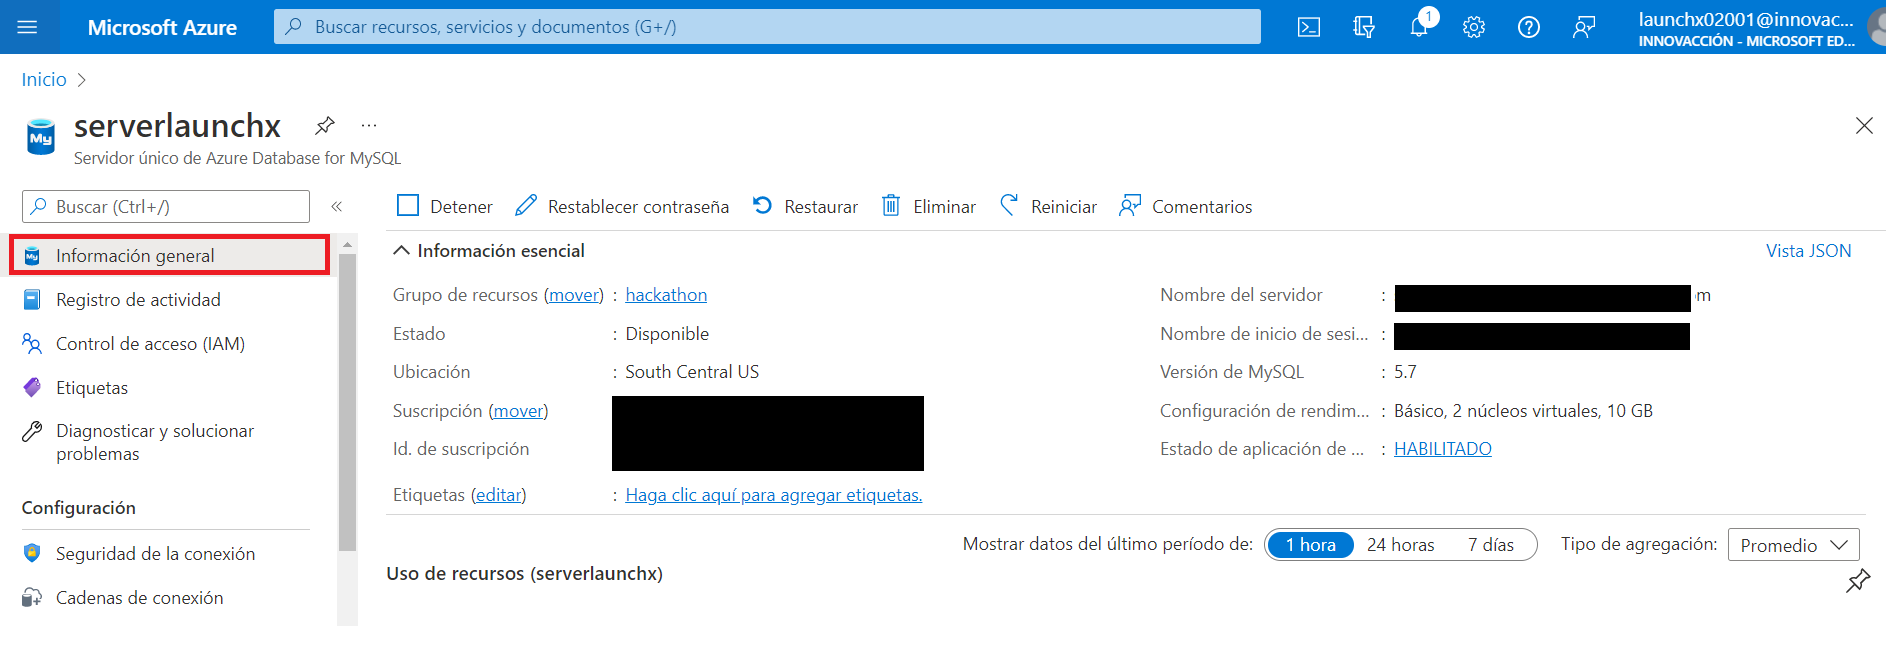 Microsoft Azure
Buscar recursos, servicios y documentos (G+/)
1
launchx02001@innovac...
INNOVACCIÓN - MICROSOFT ED...
Inicio
My
serverlaunchx
...
Servidor único de Azure Database for MySQL
Buscar (Ctrl+/)
«
Detener
Restablecer contraseña
Restaurar
Eliminar
Reiniciar
Comentarios
My
Información general
Registro de actividad
Control de acceso (IAM)
Etiquetas
Diagnosticar y solucionar
problemas
Configuración
Seguridad de la conexión
Cadenas de conexión
Información esencial
Vista JSON
Grupo de recursos (mover) : hackathon
Estado : Disponible
Ubicación : South Central US
Suscripción (mover)
Id. de suscripción
Etiquetas (editar) : Haga clic aquí para agregar etiquetas.
Nombre del servidor : m
Nombre de inicio de sesi... :
Versión de MySQL : 5.7
Configuración de rendim... : Básico, 2 núcleos virtuales, 10 GB
Estado de aplicación de ... : HABILITADO
Mostrar datos del último período de: 1 hora 24 horas 7 días Tipo de agregación: Promedio
Uso de recursos (serverlaunchx)